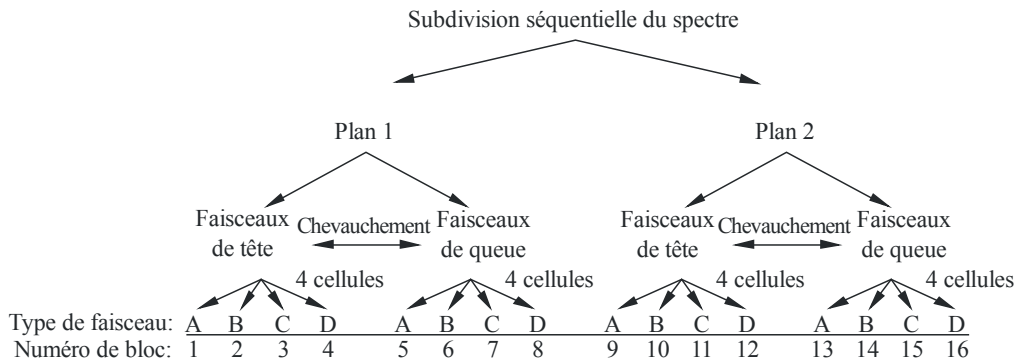 Subdivision séquentielle du spectre
Plan 1 Plan 2
Faisceaux de tête Chevauchement Faisceaux de queue Faisceaux de tête Chevauchement Faisceaux de queue
4 cellules 4 cellules 4 cellules 4 cellules
Type de faisceau: A B C D A B C D A B C D A B C D
Numéro de bloc: 1 2 3 4 5 6 7 8 9 10 11 12 13 14 15 16